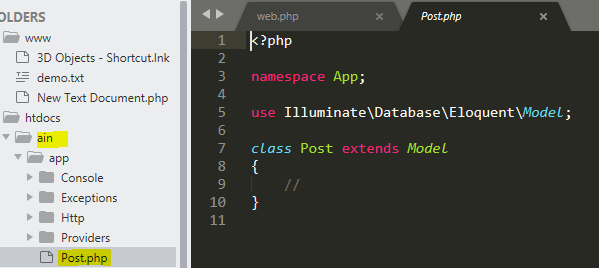 OLDERS
www
3D Objects - Shortcut.lnk
demo.txt
New Text Document.php
htdocs
ain
app
Console
Exceptions
Http
Providers
Post.php
web.php
Post.php
1 <?php
2
3 namespace App;
4
5 use Illuminate\Database\Eloquent\Model;
6
7 class Post extends Model
8 {
9 //
10 }
11